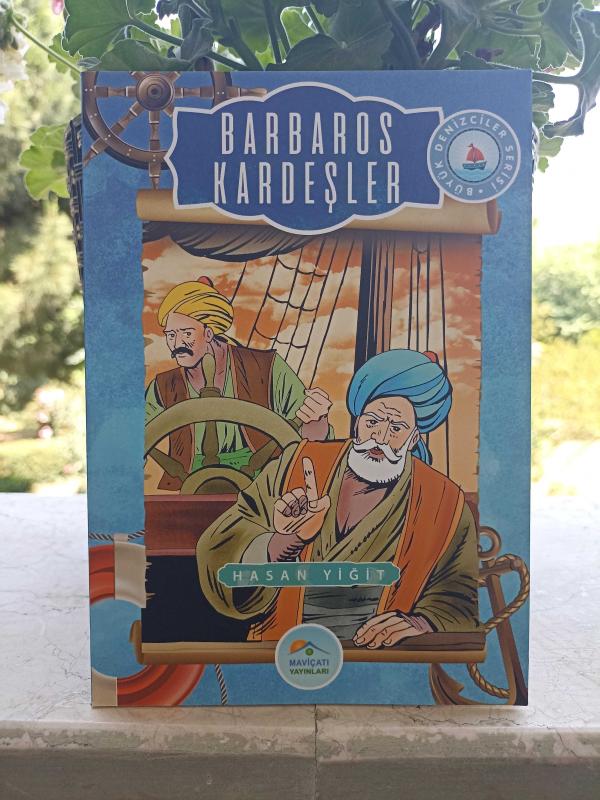 BARBAROS
KARDEŞLER
BÜYÜK DENİZCİLER SERİSİ •
HASAN YİĞİT
MAVİÇATI
YAYINLARI